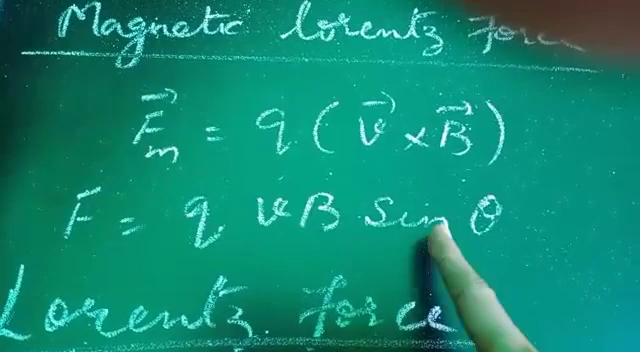 Magnetic Lorentz Force
F⃗m = q (v⃗ × B⃗)
F = q vB Sin θ
Lorentz Force